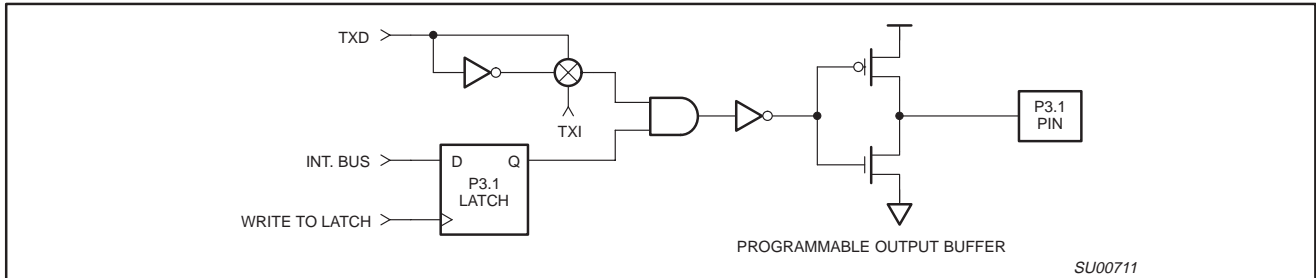 TXD
TXI
P3.1
PIN
INT. BUS
D Q
P3.1
LATCH
WRITE TO LATCH
PROGRAMMABLE OUTPUT BUFFER
SU00711